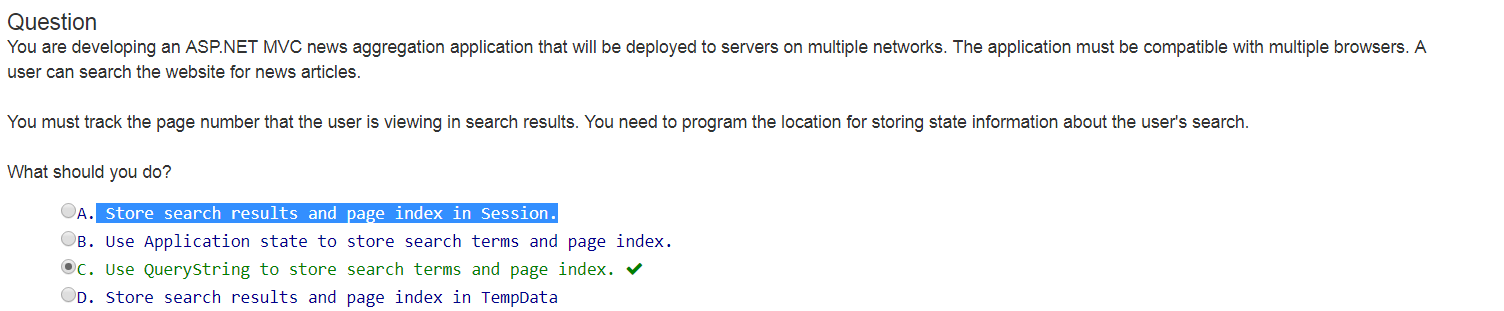 Question
You are developing an ASP.NET MVC news aggregation application that will be deployed to servers on multiple networks. The application must be compatible with multiple browsers. A
user can search the website for news articles.
You must track the page number that the user is viewing in search results. You need to program the location for storing state information about the user's search.
What should you do?
A. Store search results and page index in Session.
B. Use Application state to store search terms and page index.
C. Use QueryString to store search terms and page index.
D. Store search results and page index in TempData